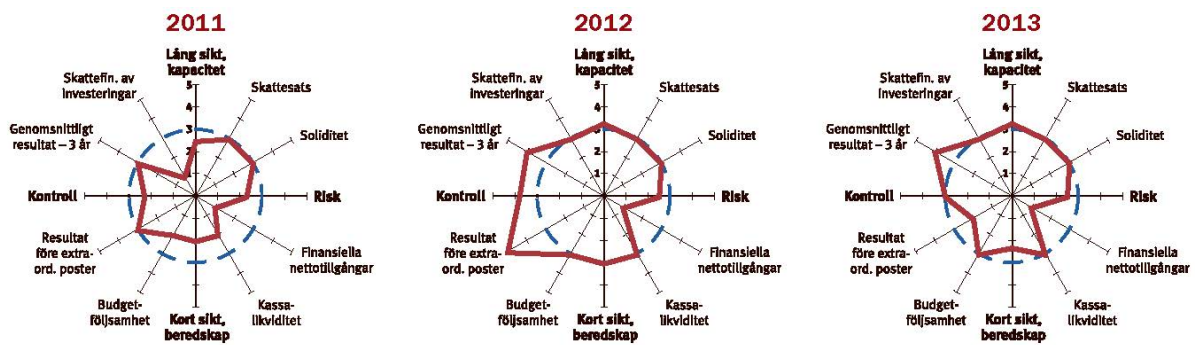 2011
Lång sikt,
kapacitet
Skattefin. av
investeringar
Skattesats
Genomsnittligt
resultat – 3 år
Soliditet
5
4
3
2
1
Kontroll
Risk
Resultat
före extra-
ord. poster
Finansiella
nettotillgångar
Budget-
följsamhet
Kassa-
likviditet
Kort sikt,
beredskap
2012
Lång sikt,
kapacitet
Skattefin. av
investeringar
Skattesats
Genomsnittligt
resultat – 3 år
Soliditet
5
4
3
2
1
Kontroll
Risk
Resultat
före extra-
ord. poster
Finansiella
nettotillgångar
Budget-
följsamhet
Kassa-
likviditet
Kort sikt,
beredskap
2013
Lång sikt,
kapacitet
Skattefin. av
investeringar
Skattesats
Genomsnittligt
resultat – 3 år
Soliditet
5
4
3
2
1
Kontroll
Risk
Resultat
före extra-
ord. poster
Finansiella
nettotillgångar
Budget-
följsamhet
Kassa-
likviditet
Kort sikt,
beredskap